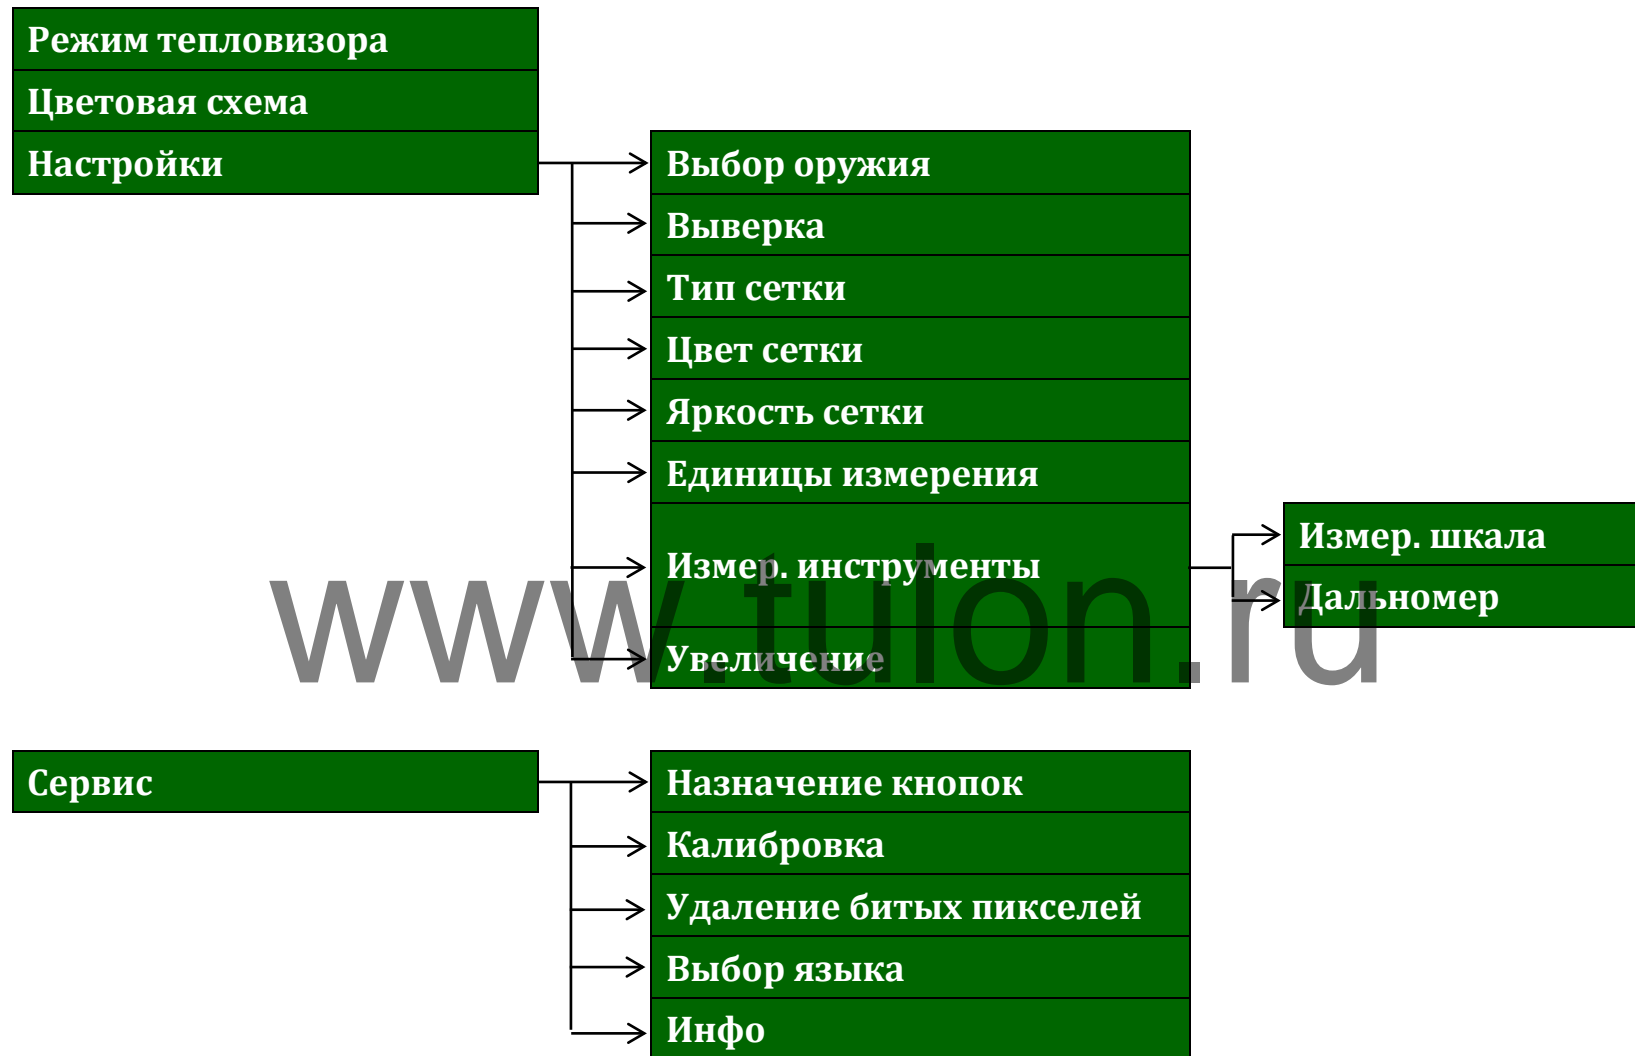 Режим тепловизора
Цветовая схема
Настройки
Выбор оружия
Выверка
Тип сетки
Цвет сетки
Яркость сетки
Единицы измерения
Измер. инструменты
Измер. шкала
Дальномер
Увеличение
www.tulon.ru
Сервис
Назначение кнопок
Калибровка
Удаление битых пикселей
Выбор языка
Инфо